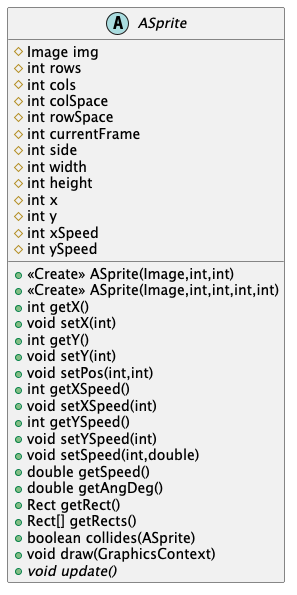 A ASprite
Image img
int rows
int cols
int colSpace
int rowSpace
int currentFrame
int side
int width
int height
int x
int y
int xSpeed
int ySpeed
«Create» ASprite(Image,int,int)
«Create» ASprite(Image,int,int,int,int)
int getX()
void setX(int)
int getY()
void setY(int)
void setPos(int,int)
int getXSpeed()
void setXSpeed(int)
int getYSpeed()
void setYSpeed(int)
void setSpeed(int,double)
double getSpeed()
double getAngDeg()
Rect getRect()
Rect[] getRects()
boolean collides(ASprite)
void draw(GraphicsContext)
void update()